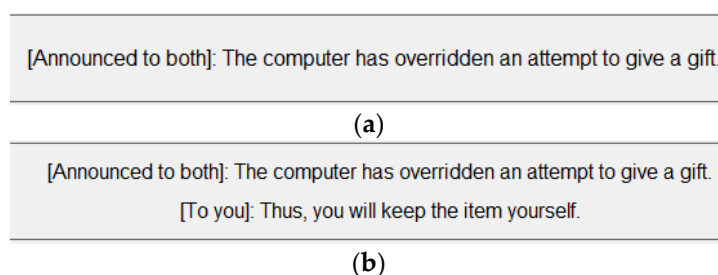 [Announced to both]: The computer has overridden an attempt to give a gift.
(a)
[Announced to both]: The computer has overridden an attempt to give a gift.
[To you]: Thus, you will keep the item yourself.
(b)